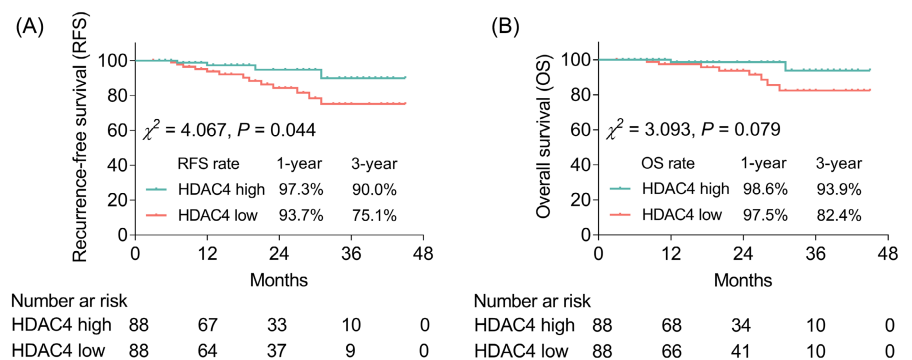 (A)
Recurrence-free survival (RFS)
100
80
60
40
20
0
χ² = 4.067, P = 0.044
RFS rate 1-year 3-year
HDAC4 high 97.3% 90.0%
HDAC4 low 93.7% 75.1%
0 12 24 36 48
Months
Number ar risk
HDAC4 high 88 67 33 10 0
HDAC4 low 88 64 37 9 0
(B)
Overall survival (OS)
100
80
60
40
20
0
χ² = 3.093, P = 0.079
OS rate 1-year 3-year
HDAC4 high 98.6% 93.9%
HDAC4 low 97.5% 82.4%
0 12 24 36 48
Months
Number ar risk
HDAC4 high 88 68 34 10 0
HDAC4 low 88 66 41 10 0